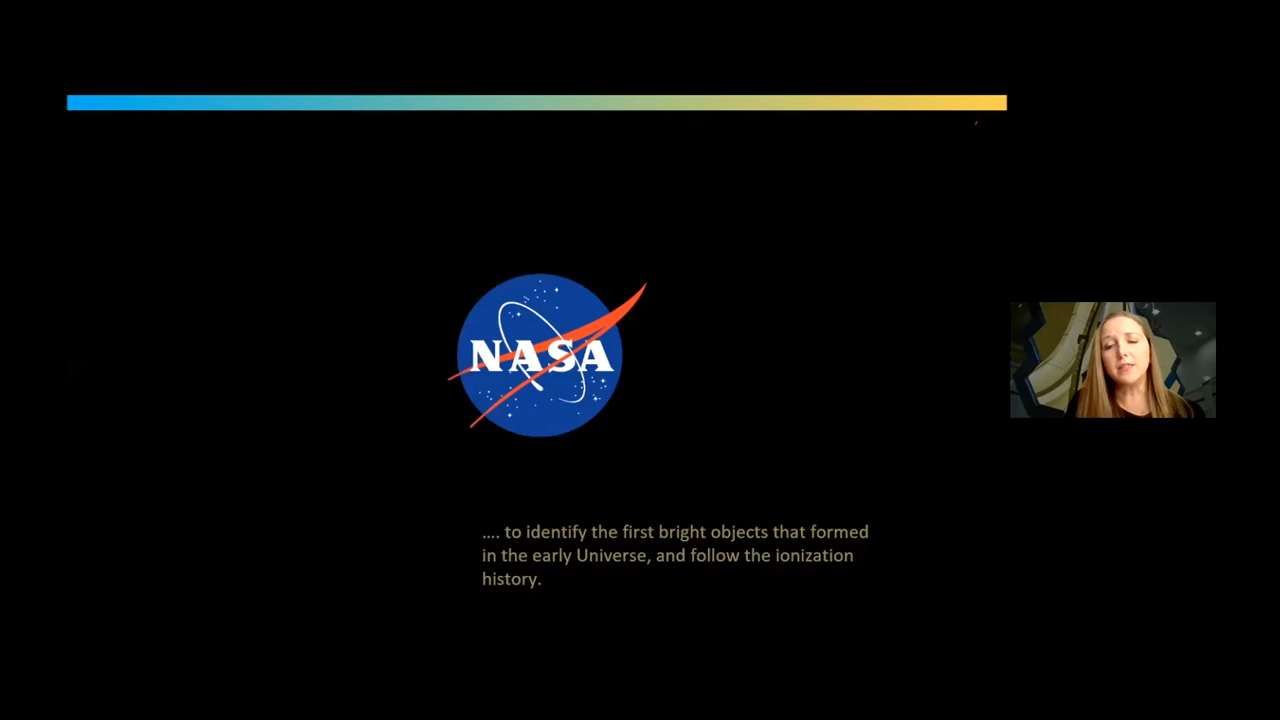 NASA
.... to identify the first bright objects that formed
in the early Universe, and follow the ionization
history.